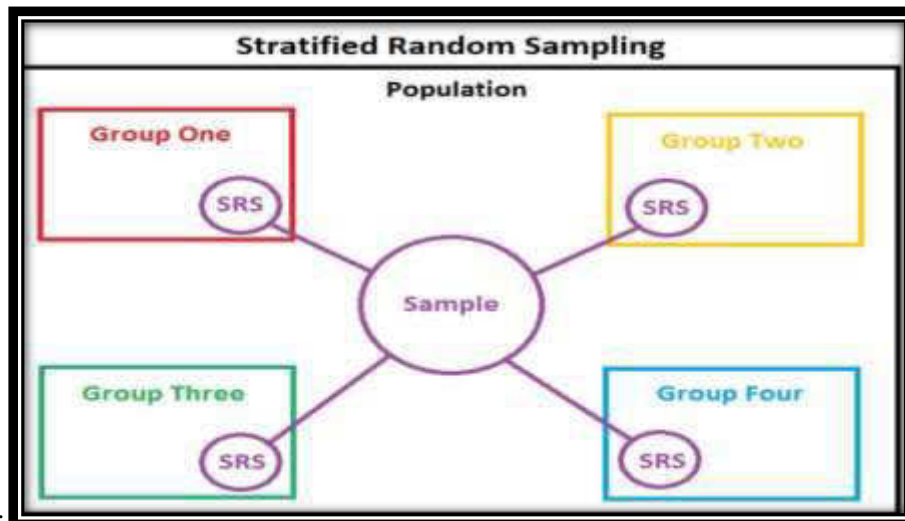 Stratified Random Sampling
Population
Group One
Group Two
SRS
SRS
Sample
Group Three
Group Four
SRS
SRS